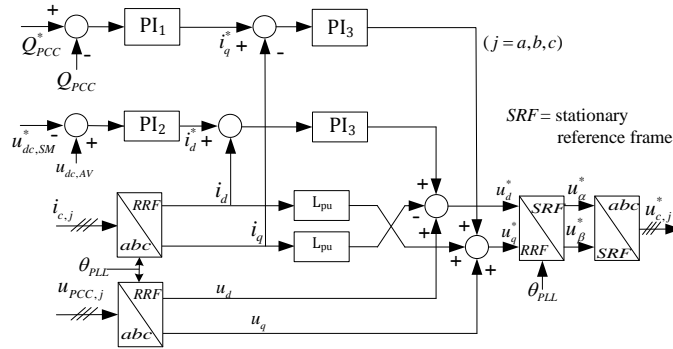 + PI₁ i*q + - PI₃
Q*PCC -
QPCC
(j = a,b,c)
u*dc,SM - + PI₂ i*d + PI₃
udc,AV
SRF = stationary
reference frame
ic,j RRF abc id Lpu
iq Lpu
θPLL
+ - + u*d SRF u*α abc u*c,j
+ + + u*q RRF u*β SRF
θPLL
uPCC,j RRF abc ud
uq